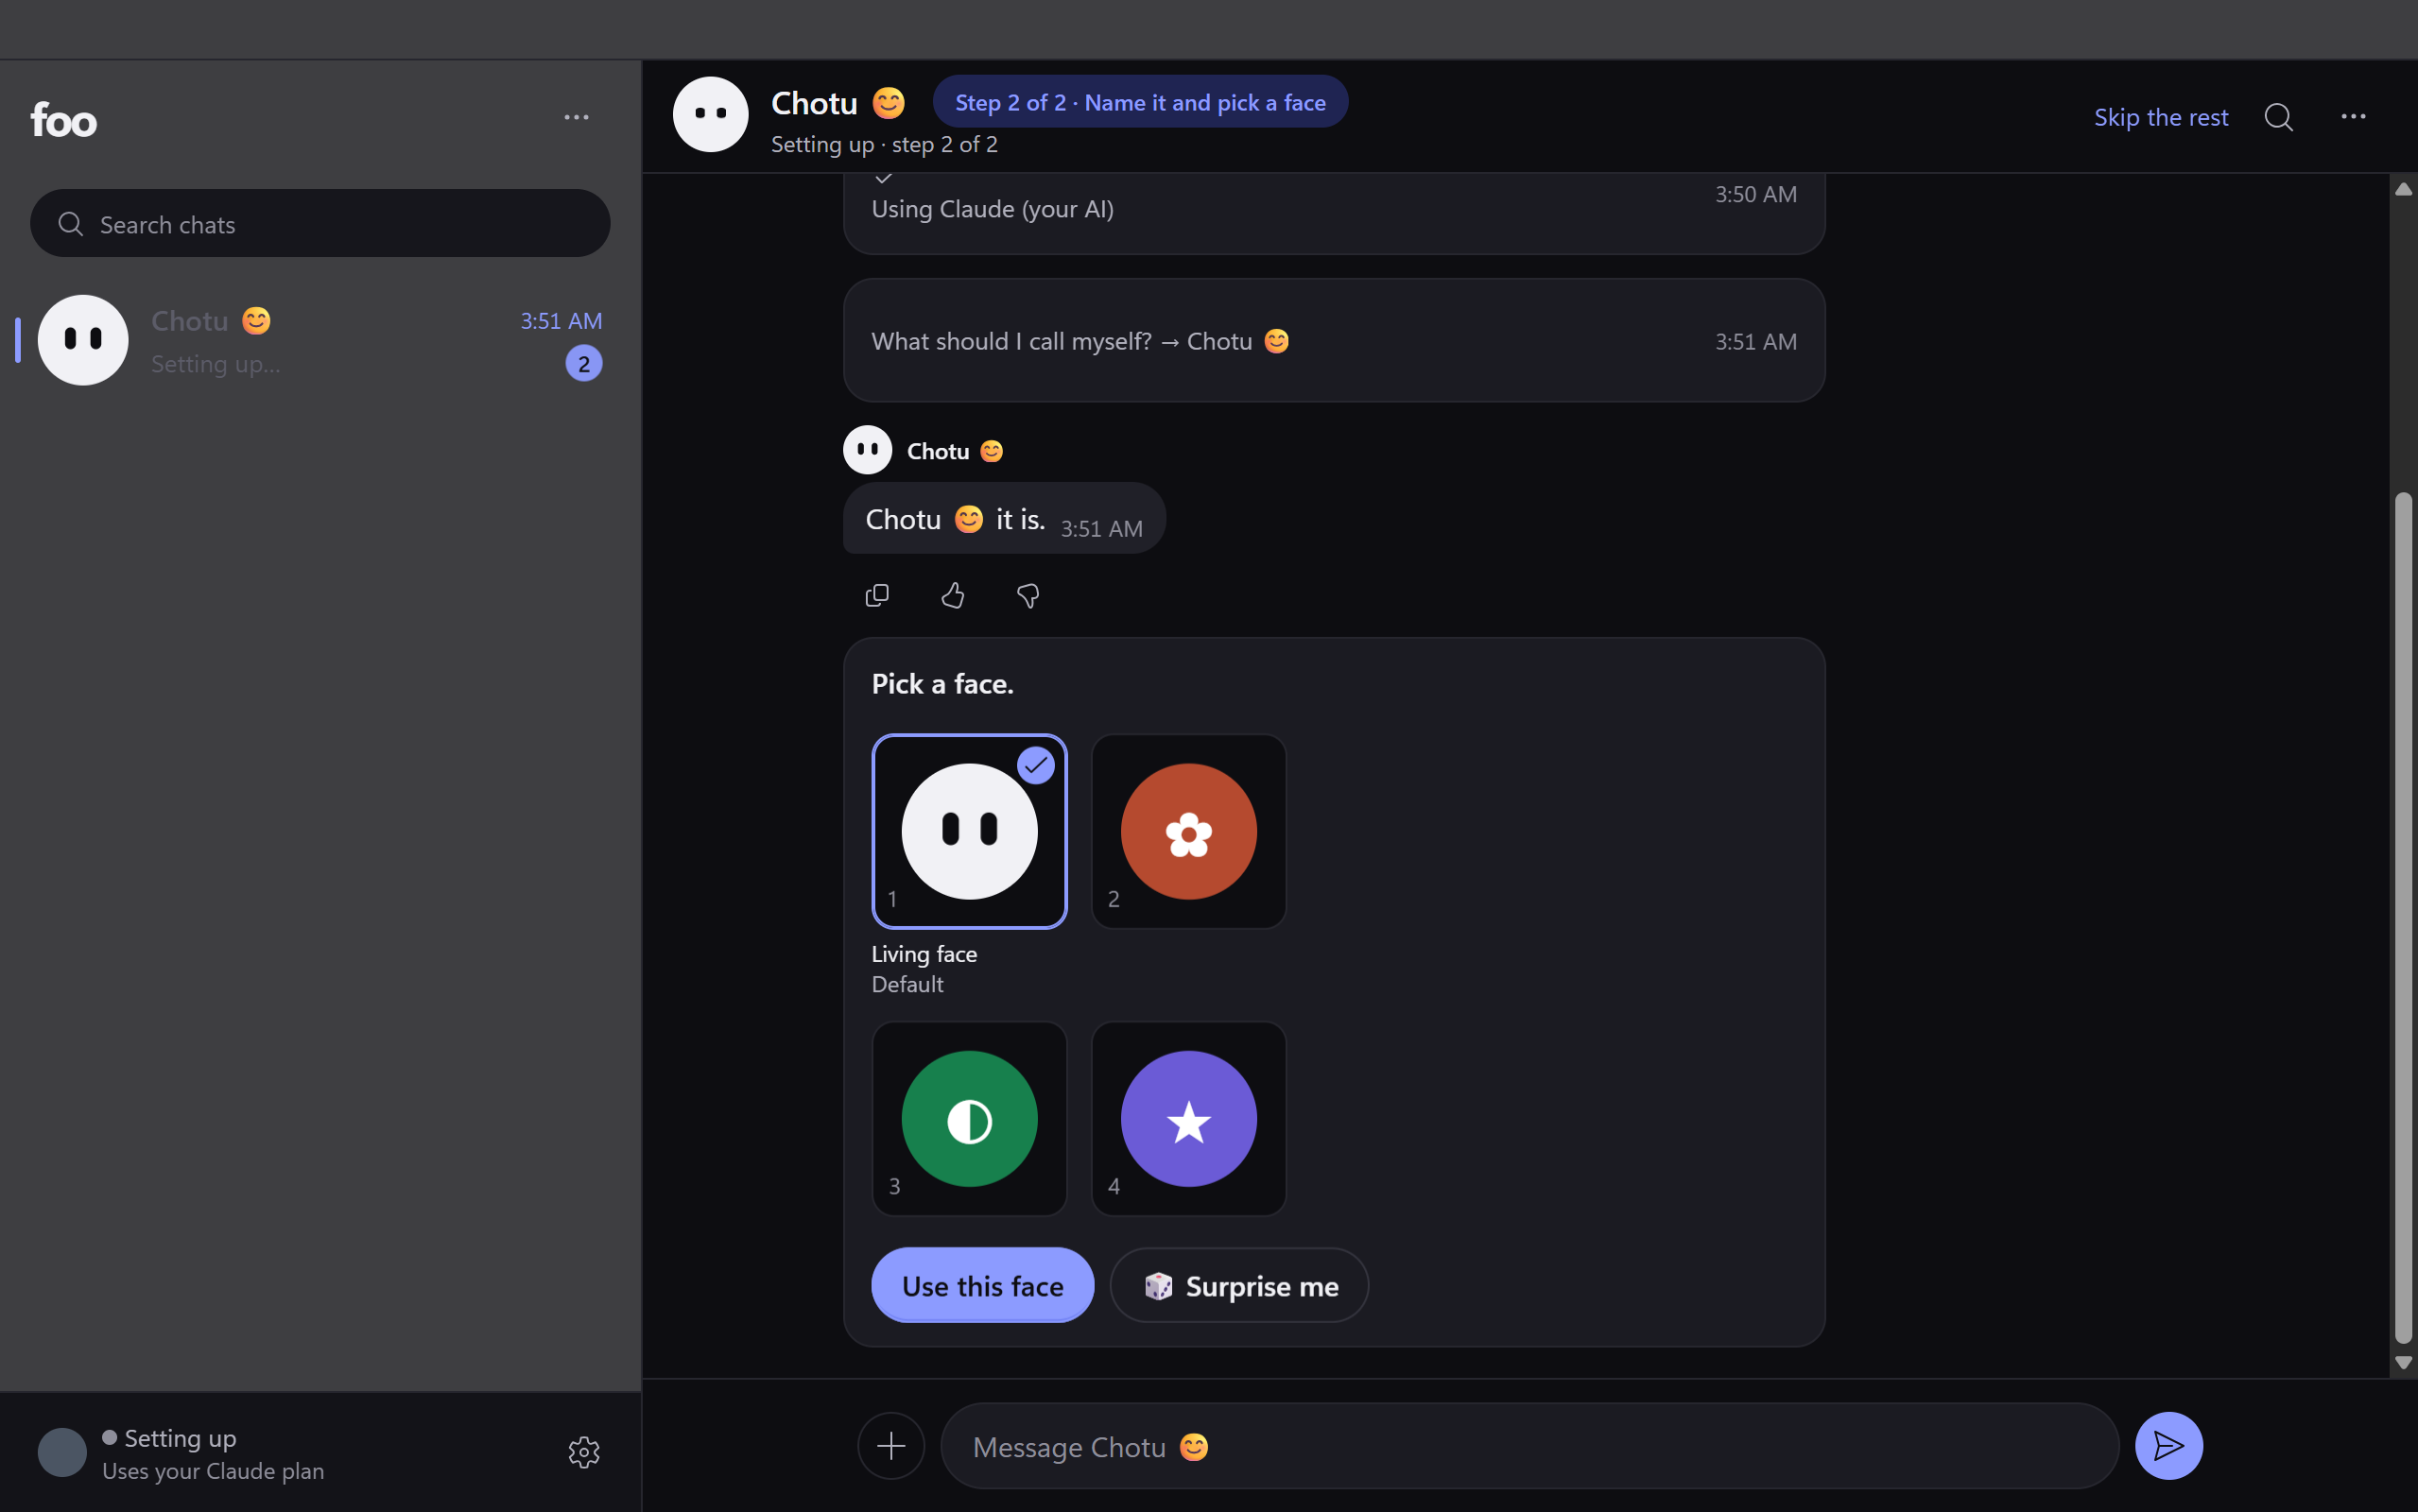 foo
Search chats
Chotu 😊
3:51 AM
Setting up...
2
Setting up
Uses your Claude plan
Chotu 😊
Step 2 of 2 · Name it and pick a face
Setting up · step 2 of 2
Skip the rest
Using Claude (your AI)
3:50 AM
What should I call myself? → Chotu 😊
3:51 AM
Chotu 😊
Chotu 😊 it is. 3:51 AM
Pick a face.
1
2
Living face
Default
3
4
Use this face
🎲 Surprise me
Message Chotu 😊